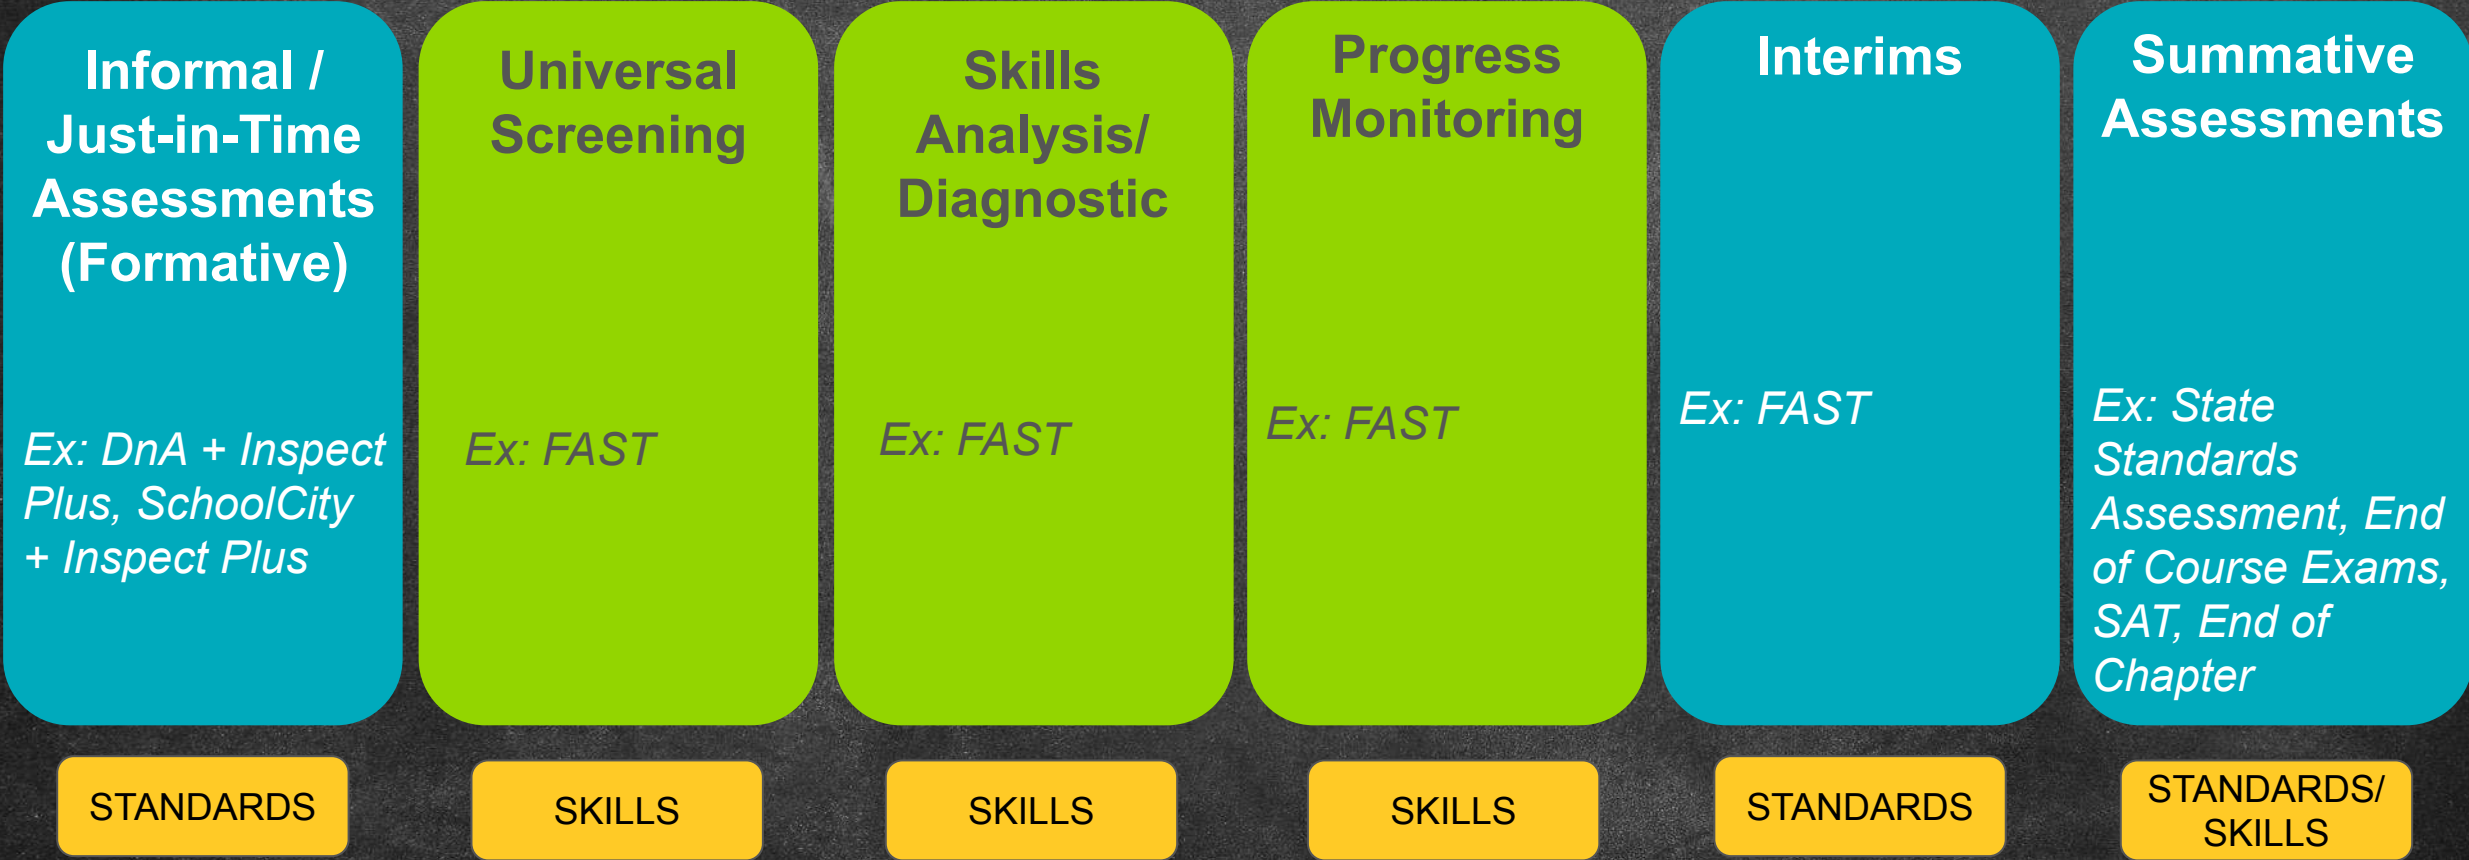 Informal /
Just-in-Time
Assessments
(Formative)
Ex: DnA + Inspect
Plus, SchoolCity
+ Inspect Plus
STANDARDS
Universal
Screening
Ex: FAST
SKILLS
Skills
Analysis/
Diagnostic
Ex: FAST
SKILLS
Progress
Monitoring
Ex: FAST
SKILLS
Interims
Ex: FAST
STANDARDS
Summative
Assessments
Ex: State
Standards
Assessment, End
of Course Exams,
SAT, End of
Chapter
STANDARDS/
SKILLS